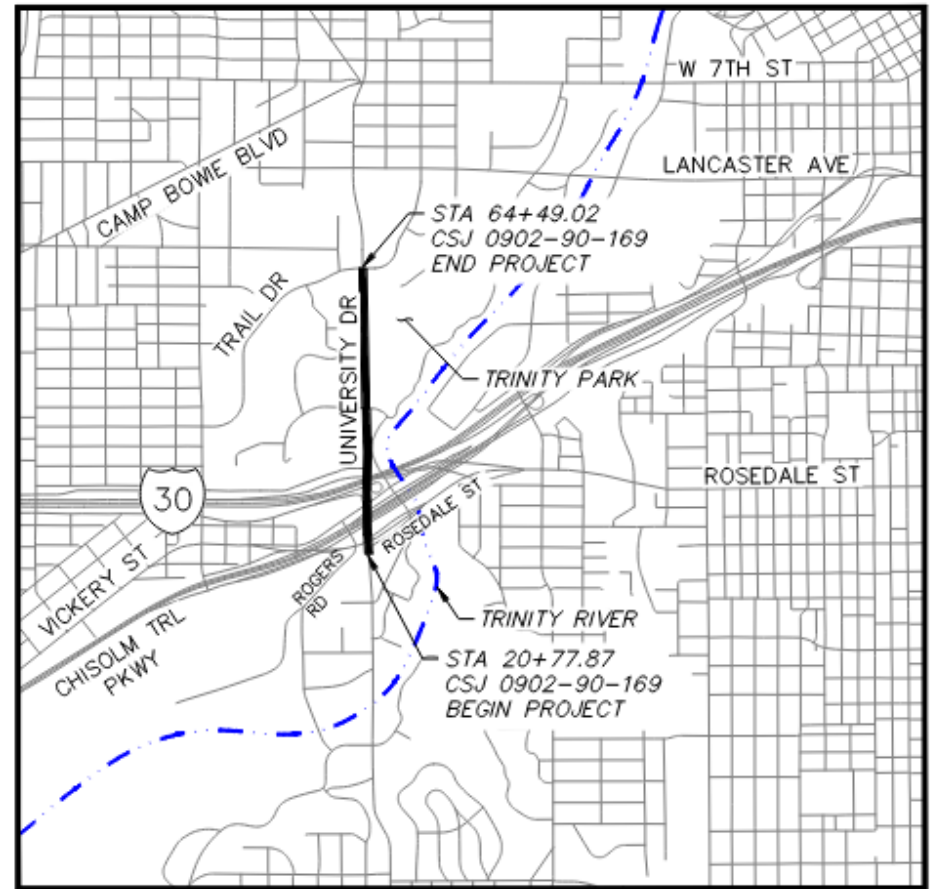 W 7TH ST
LANCASTER AVE
CAMP BOWIE BLVD
STA 64+49.02
CSJ 0902-90-169
END PROJECT
TRAIL DR
UNIVERSITY DR
TRINITY PARK
30
ROSEDALE ST
ROSEDALE ST
VICKERY ST
ROGERS
RD
TRINITY RIVER
CHISOLM TRL
PKWY
STA 20+77.87
CSJ 0902-90-169
BEGIN PROJECT